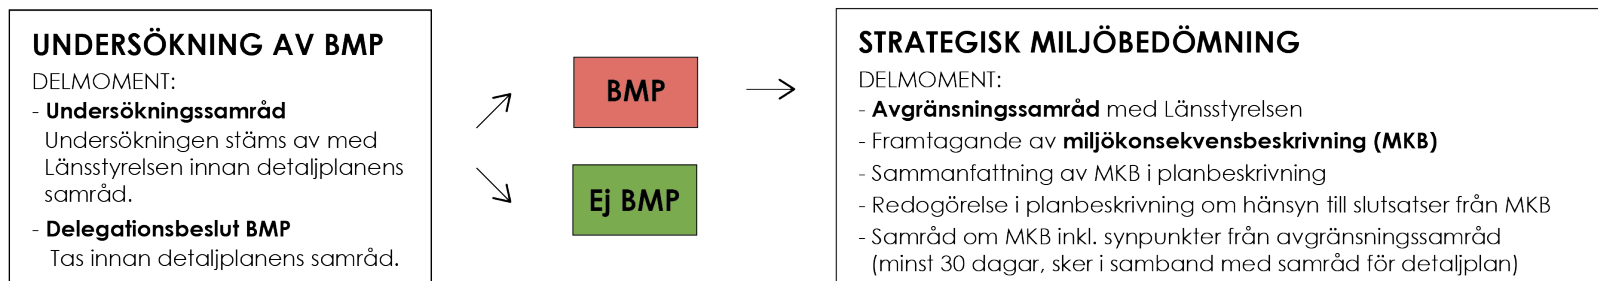 UNDERSÖKNING AV BMP
DELMOMENT:
- Undersökningssamråd
Undersökningen stäms av med
Länsstyrelsen innan detaljplanens
samråd.
- Delegationsbeslut BMP
Tas innan detaljplanens samråd.
BMP
Ej BMP
STRATEGISK MILJÖBEDÖMNING
DELMOMENT:
- Avgränsningssamråd med Länsstyrelsen
- Framtagande av miljökonsekvensbeskrivning (MKB)
- Sammanfattning av MKB i planbeskrivning
- Redogörelse i planbeskrivning om hänsyn till slutsatser från MKB
- Samråd om MKB inkl. synpunkter från avgränsningssamråd
(minst 30 dagar, sker i samband med samråd för detaljplan)